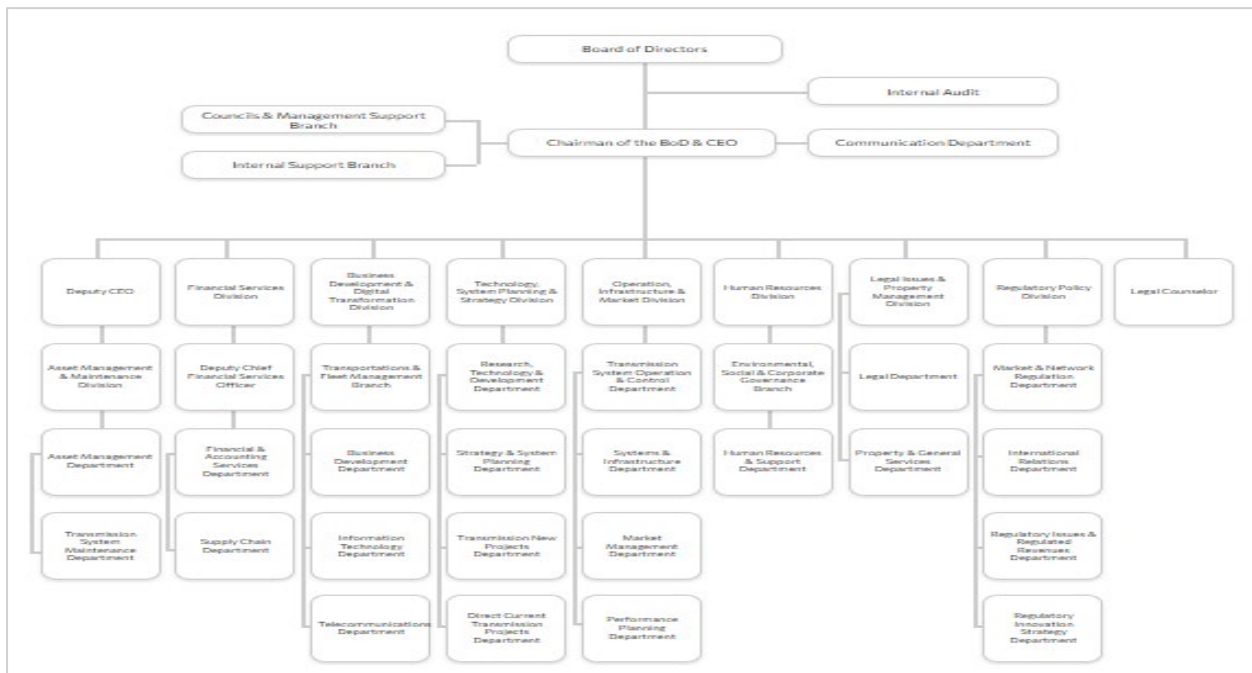 Board of Directors
Internal Audit
Councils & Management Support
Branch
Chairman of the BoD & CEO
Communication Department
Internal Support Branch
Deputy CEO
Financial Services
Division
Business
Development &
Digital
Transformation
Division
Technology,
System Planning &
Strategy Division
Operation,
Infrastructure &
Market Division
Human Resources
Division
Legal Issues &
Property
Management
Division
Regulatory Policy
Division
Legal Counselor
Asset Management
& Maintenance
Division
Deputy Chief
Financial Services
Officer
Transportations &
Fleet Management
Branch
Research,
Technology &
Development
Department
Transmission
System Operation
& Control Department
Environmental,
Social & Corporate
Governance
Branch
Legal Department
Market & Network
Regulation
Department
Asset Management
Department
Financial &
Accounting
Services
Department
Business
Development
Department
Strategy & System
Planning
Department
Systems &
Infrastructure
Department
Human Resources
& Support
Department
Property & General
Services
Department
International
Relations
Department
Transmission
System
Maintenance
Department
Supply Chain
Department
Information
Technology
Department
Transmission New
Projects
Department
Market
Management
Department
Regulatory Issues &
Regulated
Revenues
Department
Telecommunications
Department
Direct Current
Transmission
Projects
Department
Performance
Planning
Department
Regulatory
Innovation
Strategy
Department